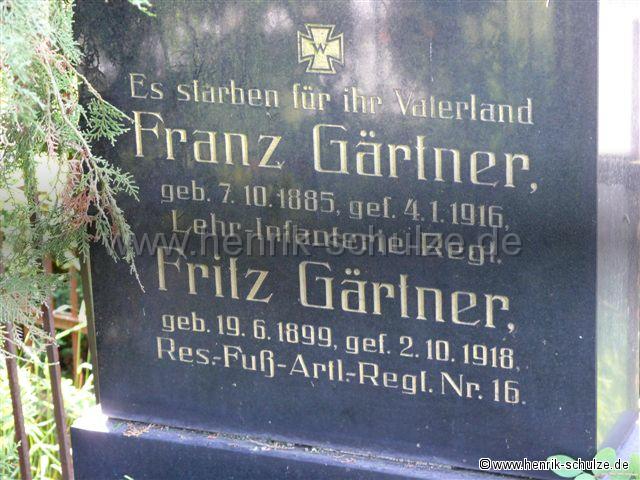 W
Es starben für ihr Vaterland
Franz Gärtner,
geb. 7.10.1885, gef. 4.1.1916,
Lehr-Infanterie Regt.
www.henrik-schulze.de
Fritz Gärtner,
geb. 19.6.1899, gef. 2.10.1918,
Res.-Fuß-Artl.-Regt. Nr. 16.
©www.henrik-schulze.de